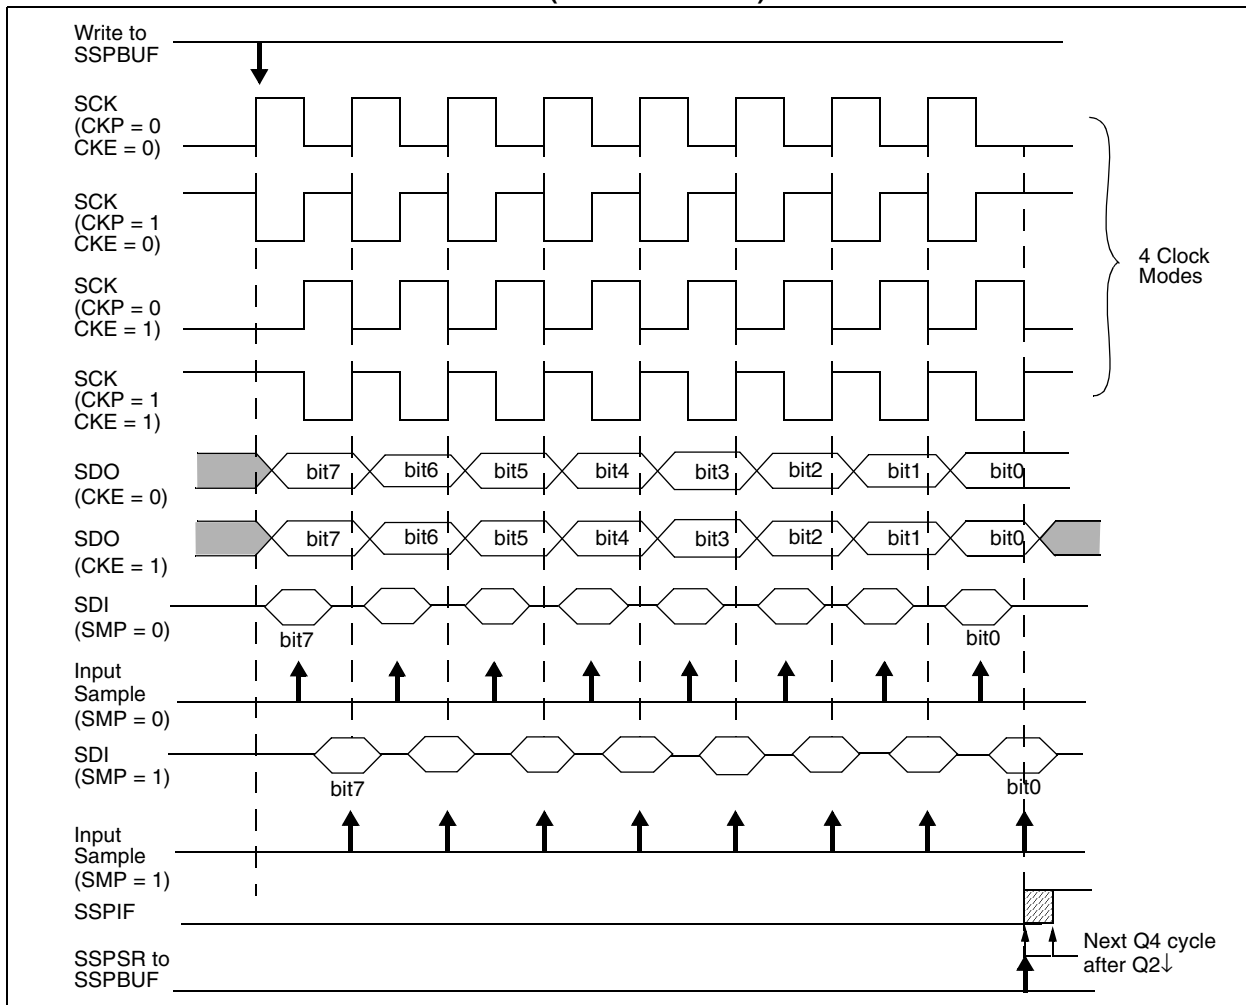 Write to
SSPBUF
SCK
(CKP = 0
CKE = 0)
SCK
(CKP = 1
CKE = 0)
4 Clock
Modes
SCK
(CKP = 0
CKE = 1)
SCK
(CKP = 1
CKE = 1)
SDO
(CKE = 0)
bit7 bit6 bit5 bit4 bit3 bit2 bit1 bit0
SDO
(CKE = 1)
bit7 bit6 bit5 bit4 bit3 bit2 bit1 bit0
SDI
(SMP = 0)
bit7 bit0
Input
Sample
(SMP = 0)
SDI
(SMP = 1)
bit7 bit0
Input
Sample
(SMP = 1)
SSPIF
Next Q4 cycle
after Q2↓
SSPSR to
SSPBUF